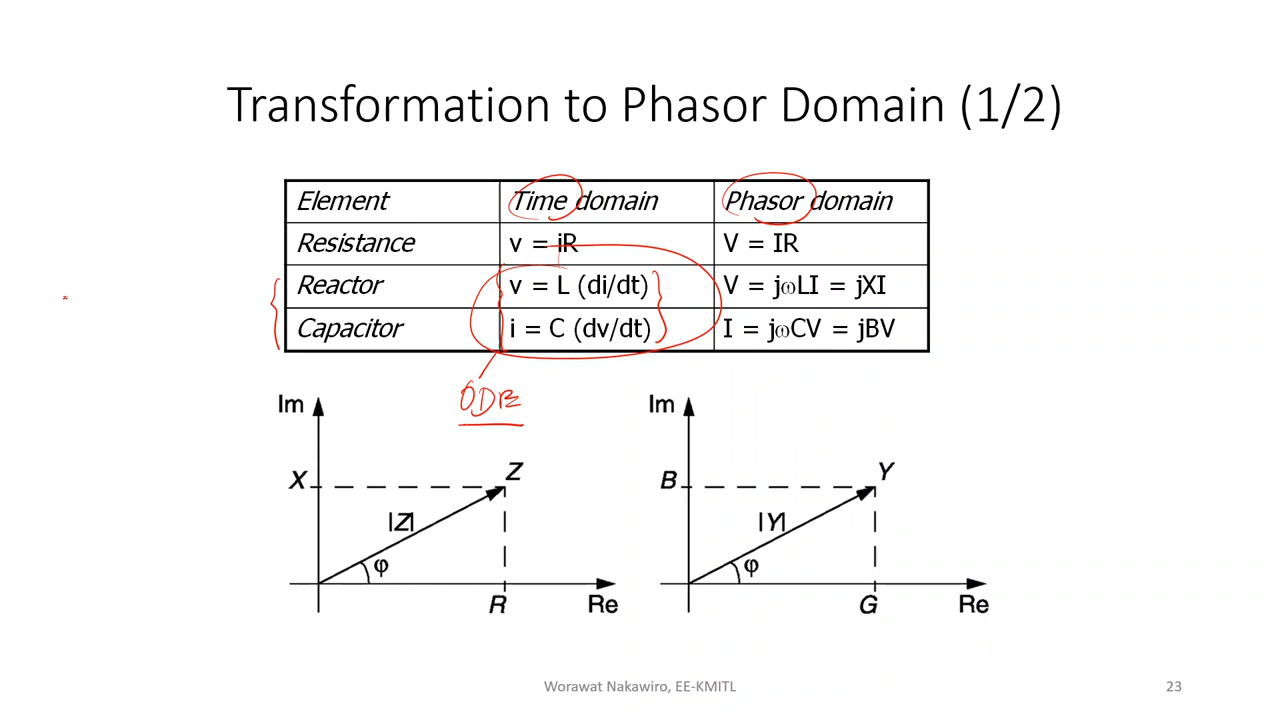 Transformation to Phasor Domain (1/2)
Element Time domain Phasor domain
Resistance v = iR V = IR
Reactor v = L (di/dt) V = jωLI = jXI
Capacitor i = C (dv/dt) I = jωCV = jBV
ODE
Im Im
X Z B Y
|Z| |Y|
φ φ
R Re G Re
Worawat Nakawiro, EE-KMITL 23